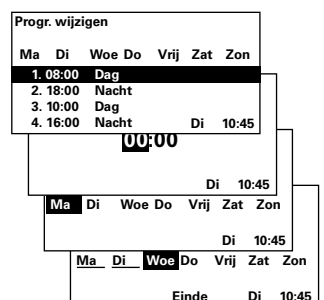 Progr. wijzigen
Ma Di Woe Do Vrij Zat Zon
1. 08:00 Dag
2. 18:00 Nacht
3. 10:00 Dag
4. 16:00 Nacht Di 10:45
00:00
Di 10:45
Ma Di Woe Do Vrij Zat Zon
Di 10:45
Ma Di Woe Do Vrij Zat Zon
Einde Di 10:45